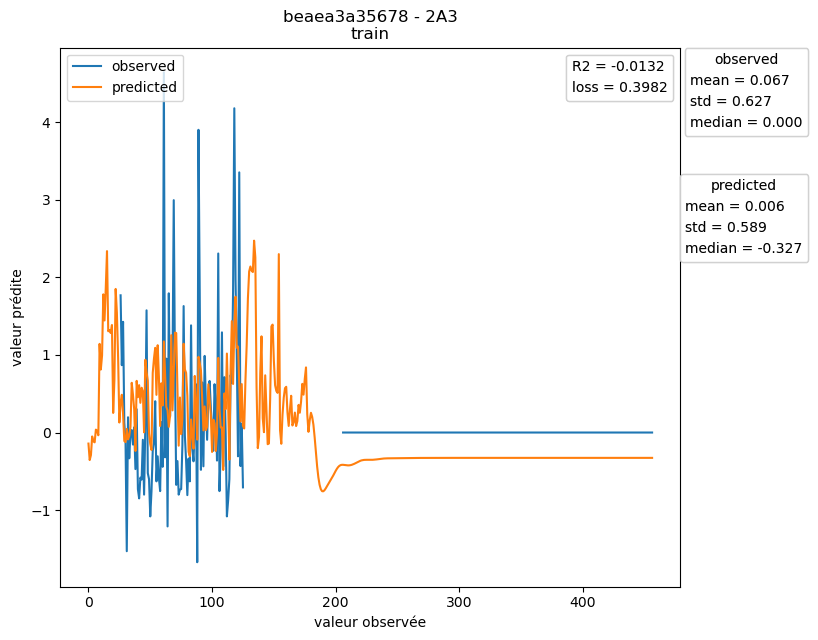 beaea3a35678 - 2A3
train
observed
predicted
R2 = -0.0132
loss = 0.3982
observed
mean = 0.067
std = 0.627
median = 0.000
predicted
mean = 0.006
std = 0.589
median = -0.327
valeur prédite
4
3
2
1
0
−1
0
100
200
300
400
valeur observée